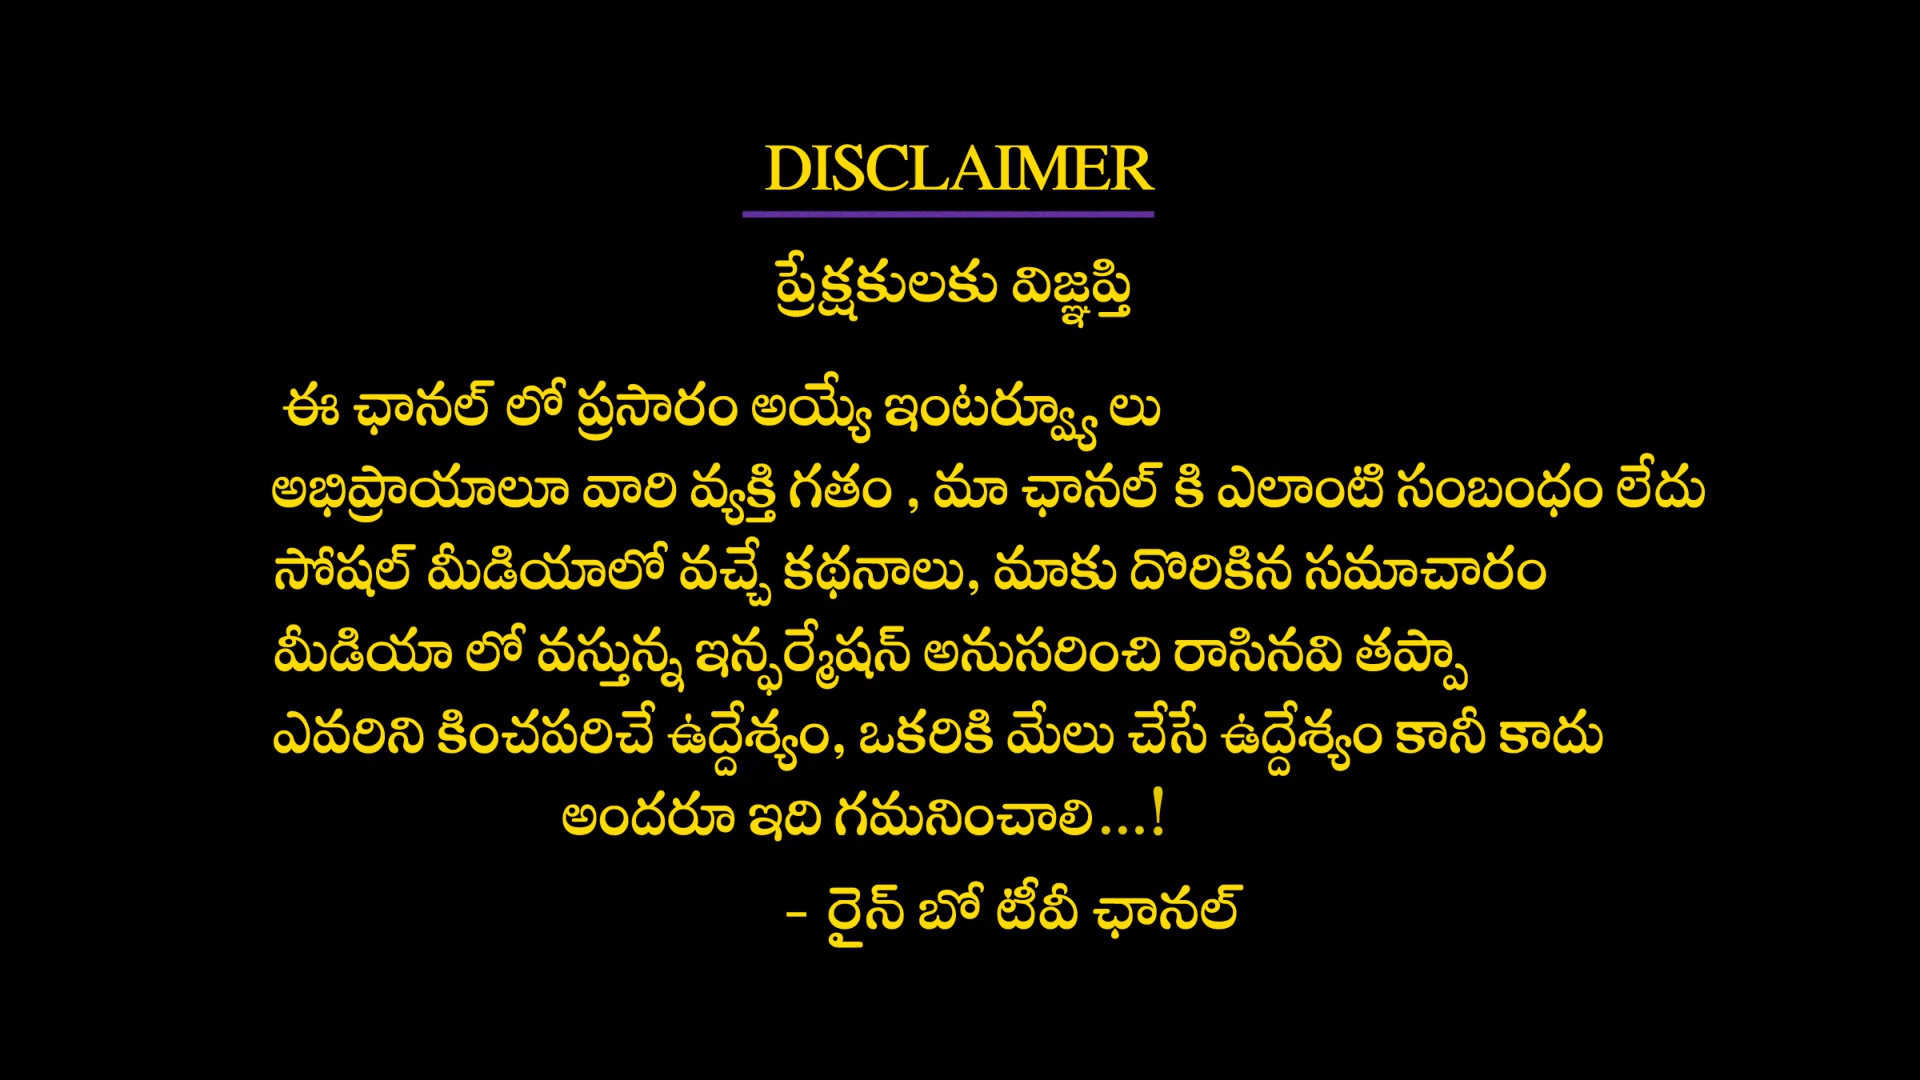 DISCLAIMER
ప్రేక్షకులకు విజ్ఞప్తి
ఈ ఛానల్ లో ప్రసారం అయ్యే ఇంటర్వ్యూ లు
అభిప్రాయాలూ వారి వ్యక్తి గతం , మా ఛానల్ కి ఎలాంటి సంబంధం లేదు
సోషల్ మీడియాలో వచ్చే కథనాలు, మాకు దొరికిన సమాచారం
మీడియా లో వస్తున్న ఇన్ఫర్మేషన్ అనుసరించి రాసినవి తప్పా
ఎవరిని కించపరిచే ఉద్దేశ్యం, ఒకరికి మేలు చేసే ఉద్దేశ్యం కానీ కాదు
అందరూ ఇది గమనించాలి...!
- రైన్ బో టీవీ ఛానల్